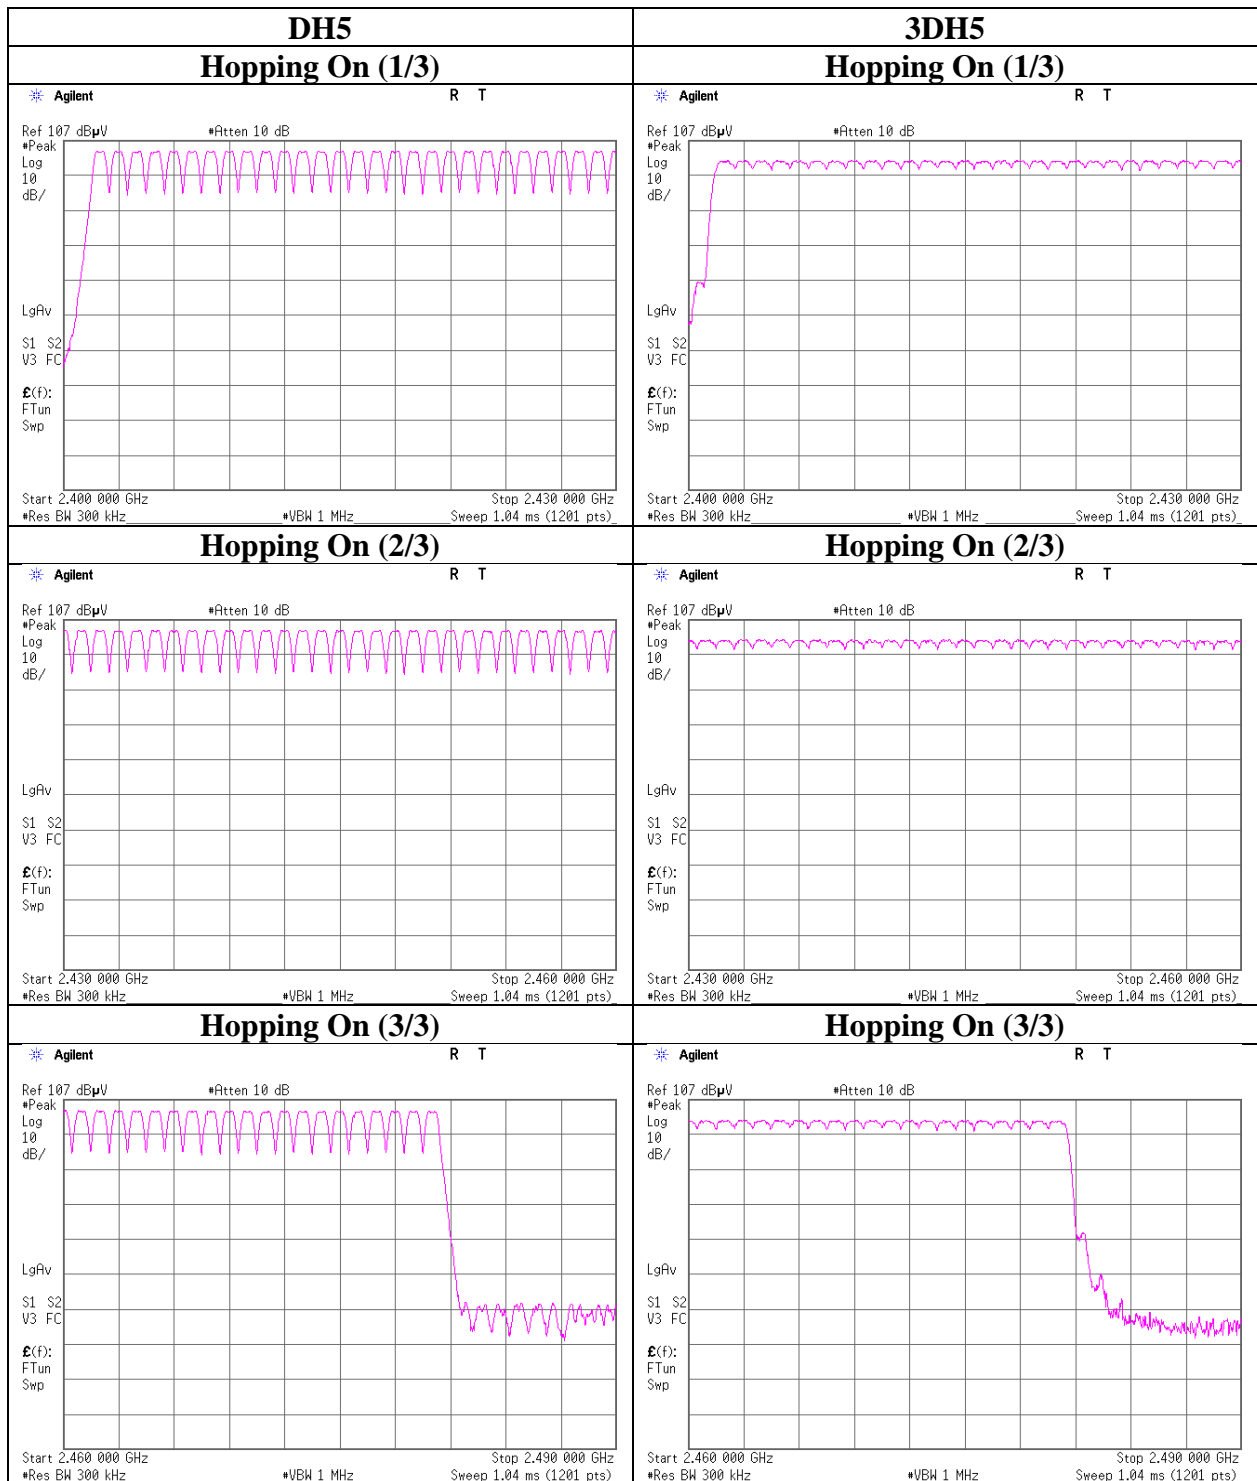 DH5 3DH5
Hopping On (1/3) Hopping On (1/3)
Agilent R T
Ref 107 dBµV #Atten 10 dB
#Peak
Log
10
dB/
LgAv
S1 S2
V3 FC
£(f):
FTun
Swp
Start 2.400 000 GHz Stop 2.430 000 GHz
#Res BW 300 kHz #VBW 1 MHz Sweep 1.04 ms (1201 pts)
Agilent R T
Ref 107 dBµV #Atten 10 dB
#Peak
Log
10
dB/
LgAv
S1 S2
V3 FC
£(f):
FTun
Swp
Start 2.400 000 GHz Stop 2.430 000 GHz
#Res BW 300 kHz #VBW 1 MHz Sweep 1.04 ms (1201 pts)
Hopping On (2/3) Hopping On (2/3)
Agilent R T
Ref 107 dBµV #Atten 10 dB
#Peak
Log
10
dB/
LgAv
S1 S2
V3 FC
£(f):
FTun
Swp
Start 2.430 000 GHz Stop 2.460 000 GHz
#Res BW 300 kHz #VBW 1 MHz Sweep 1.04 ms (1201 pts)
Agilent R T
Ref 107 dBµV #Atten 10 dB
#Peak
Log
10
dB/
LgAv
S1 S2
V3 FC
£(f):
FTun
Swp
Start 2.430 000 GHz Stop 2.460 000 GHz
#Res BW 300 kHz #VBW 1 MHz Sweep 1.04 ms (1201 pts)
Hopping On (3/3) Hopping On (3/3)
Agilent R T
Ref 107 dBµV #Atten 10 dB
#Peak
Log
10
dB/
LgAv
S1 S2
V3 FC
£(f):
FTun
Swp
Start 2.460 000 GHz Stop 2.490 000 GHz
#Res BW 300 kHz #VBW 1 MHz Sweep 1.04 ms (1201 pts)
Agilent R T
Ref 107 dBµV #Atten 10 dB
#Peak
Log
10
dB/
LgAv
S1 S2
V3 FC
£(f):
FTun
Swp
Start 2.460 000 GHz Stop 2.490 000 GHz
#Res BW 300 kHz #VBW 1 MHz Sweep 1.04 ms (1201 pts)